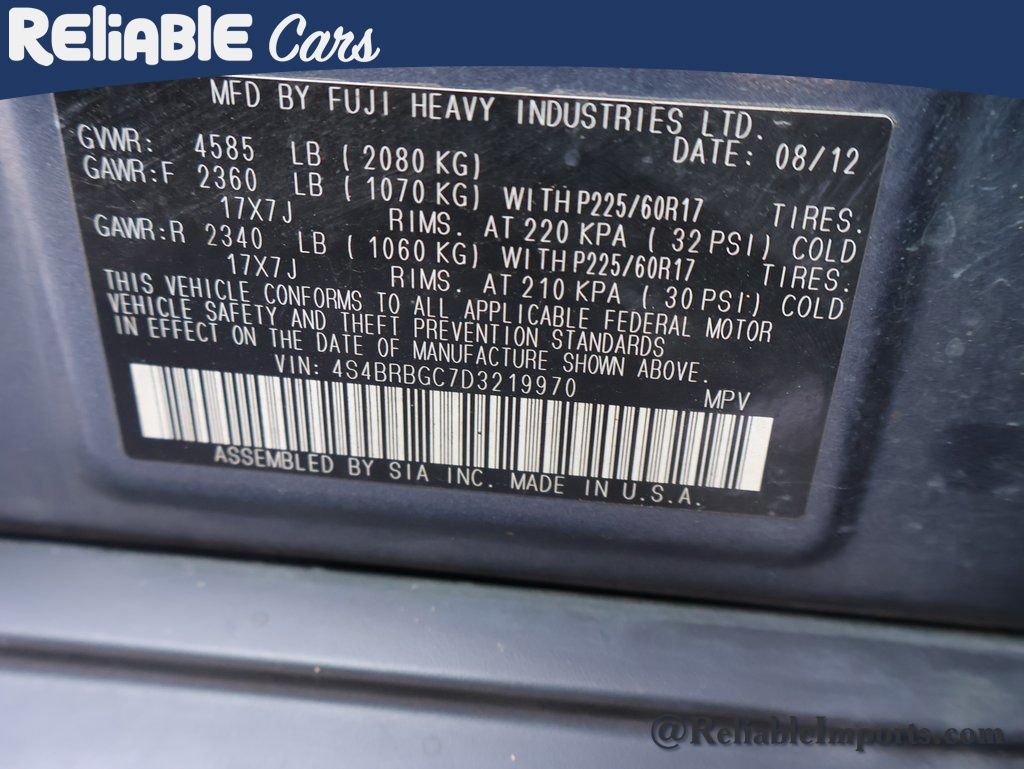 Reliable Cars
MFD BY FUJI HEAVY INDUSTRIES LTD.
DATE: 08/12
GVWR: 4585 LB (2080 KG)
GAWR:F 2360 LB (1070 KG) WITH P225/60R17 TIRES.
17X7J RIMS. AT 220 KPA (32 PSI) COLD
GAWR:R 2340 LB (1060 KG) WITH P225/60R17 TIRES.
17X7J RIMS. AT 210 KPA (30 PSI) COLD
THIS VEHICLE CONFORMS TO ALL APPLICABLE FEDERAL MOTOR
VEHICLE SAFETY AND THEFT PREVENTION STANDARDS
IN EFFECT ON THE DATE OF MANUFACTURE SHOWN ABOVE.
VIN: 4S4BRBGC7D3219970 MPV
ASSEMBLED BY SIA INC. MADE IN U.S.A.
@ReliableImports.com